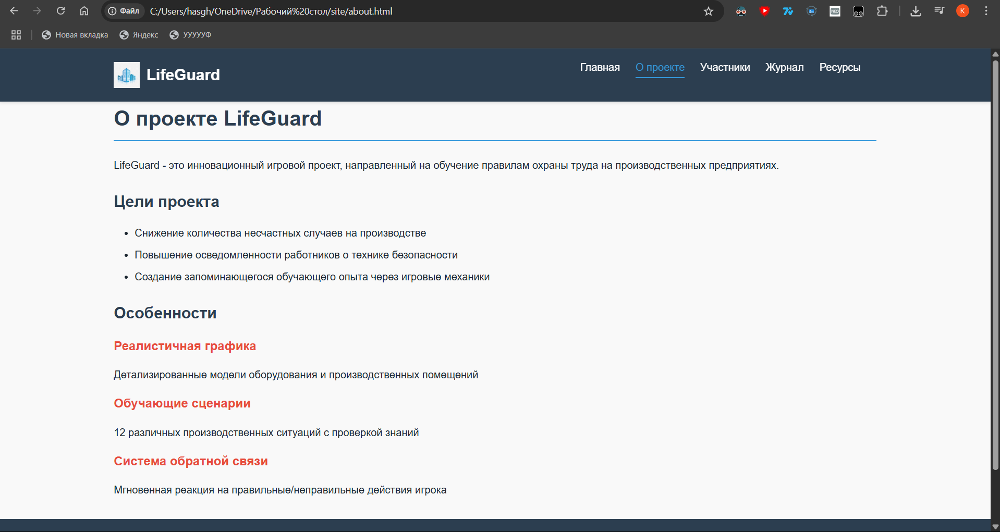 Файл C:/Users/hasgh/OneDrive/Рабочий%20стол/site/about.html NEO K
Новая вкладка Яндекс УУУУУФ
LifeGuard Главная О проекте Участники Журнал Ресурсы
О проекте LifeGuard
LifeGuard - это инновационный игровой проект, направленный на обучение правилам охраны труда на производственных предприятиях.
Цели проекта
• Снижение количества несчастных случаев на производстве
• Повышение осведомленности работников о технике безопасности
• Создание запоминающегося обучающего опыта через игровые механики
Особенности
Реалистичная графика
Детализированные модели оборудования и производственных помещений
Обучающие сценарии
12 различных производственных ситуаций с проверкой знаний
Система обратной связи
Мгновенная реакция на правильные/неправильные действия игрока